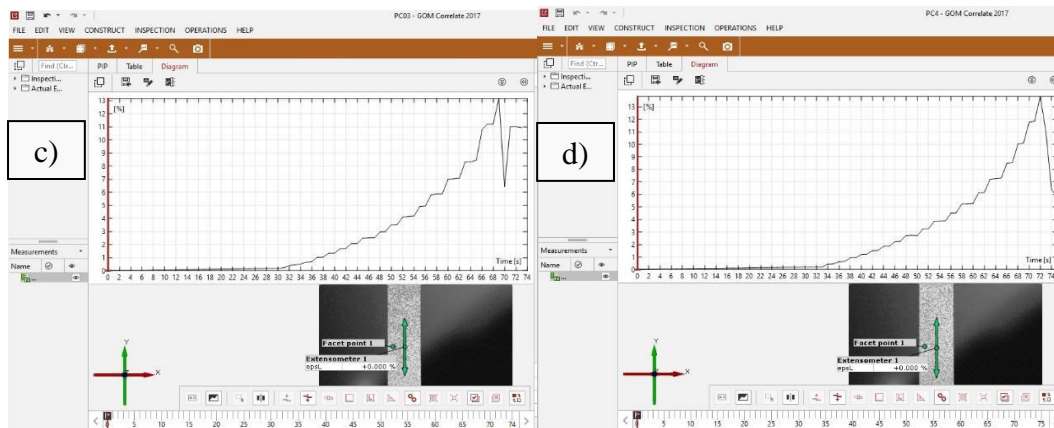 PC03 - GOM Correlate 2017
FILE EDIT VIEW CONSTRUCT INSPECTION OPERATIONS HELP
Find (Ctr...
PIP Table Diagram
Inspecti...
Actual E...
c)
[%]
13
12
11
10
9
8
7
6
5
4
3
2
1
0
Time [s]
0 2 4 6 8 10 12 14 16 18 20 22 24 26 28 30 32 34 36 38 40 42 44 46 48 50 52 54 56 58 60 62 64 66 68 70 72 74
Measurements
Name
Facet point 1
Extensometer 1
epsL +0.000 %
Y
X
0 5 10 15 20 25 30 35 40 45 50 55 60 65 70 74
PC4 - GOM Correlate 2017
FILE EDIT VIEW CONSTRUCT INSPECTION OPERATIONS HELP
Find (Ctr...
PIP Table Diagram
Inspecti...
Actual E...
d)
[%]
13
12
11
10
9
8
7
6
5
4
3
2
1
0
Time [s]
0 2 4 6 8 10 12 14 16 18 20 22 24 26 28 30 32 34 36 38 40 42 44 46 48 50 52 54 56 58 60 62 64 66 68 70 72 74
Measurements
Name
Facet point 1
Extensometer 1
epsL +0.000 %
Y
X
0 5 10 15 20 25 30 35 40 45 50 55 60 65 70 75